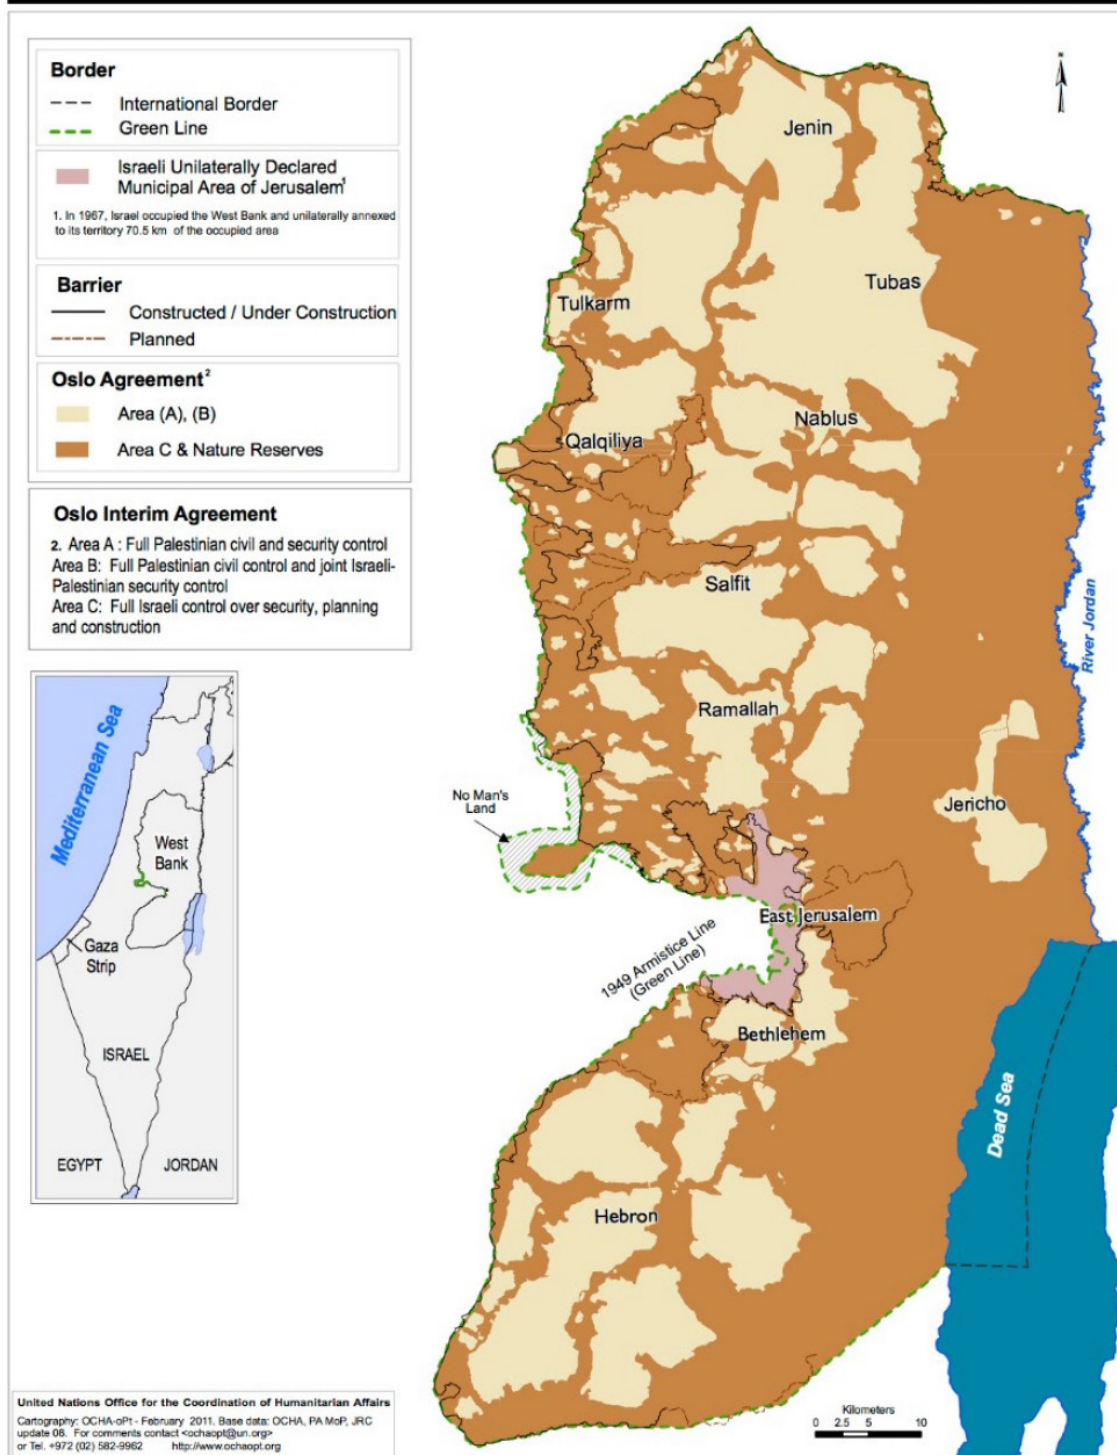 Border
International Border
Green Line
Israeli Unilaterally Declared
Municipal Area of Jerusalem¹
1. In 1967, Israel occupied the West Bank and unilaterally annexed
to its territory 70.5 km of the occupied area
Barrier
Constructed / Under Construction
Planned
Oslo Agreement²
Area (A), (B)
Area C & Nature Reserves
Oslo Interim Agreement
2. Area A : Full Palestinian civil and security control
Area B: Full Palestinian civil control and joint Israeli-
Palestinian security control
Area C: Full Israeli control over security, planning
and construction
Mediterranean Sea
West
Bank
Gaza
Strip
ISRAEL
EGYPT
JORDAN
N
Jenin
Tubas
Tulkarm
Nablus
Qalqiliya
Salfit
River Jordan
Ramallah
No Man's
Land
Jericho
East Jerusalem
1949 Armistice Line
(Green Line)
Bethlehem
Dead Sea
Hebron
Kilometers
0 2.5 5 10
United Nations Office for the Coordination of Humanitarian Affairs
Cartography: OCHA-oPt - February 2011. Base data: OCHA, PA MoP, JRC
update 08. For comments contact <ochaopt@un.org>
or Tel. +972 (02) 582-9962 http://www.ochaopt.org